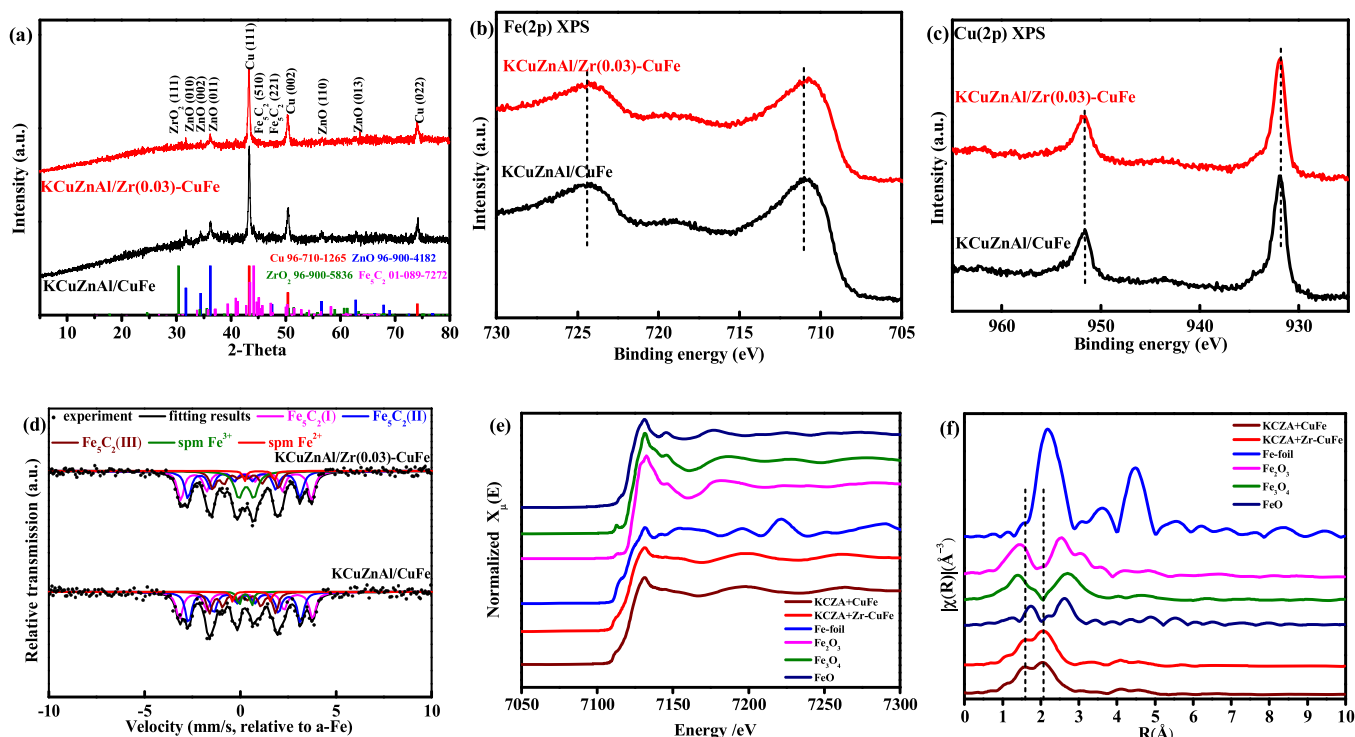 (a)
Intensity (a.u.)
ZrO2 (111)
ZnO (010)
ZnO (002)
ZnO (011)
Cu (111)
Fe5C2 (510)
Fe5C2 (221)
Cu (002)
ZnO (110)
ZnO (013)
Cu (022)
KCuZnAl/Zr(0.03)-CuFe
Cu 96-710-1265 ZnO 96-900-4182
ZrO2 96-900-5836 Fe5C2 01-089-7272
KCuZnAl/CuFe
10 20 30 40 50 60 70 80
2-Theta
(b) Fe(2p) XPS
Intensity (a.u.)
KCuZnAl/Zr(0.03)-CuFe
KCuZnAl/CuFe
730 725 720 715 710 705
Binding energy (eV)
(c) Cu(2p) XPS
Intensity (a.u.)
KCuZnAl/Zr(0.03)-CuFe
KCuZnAl/CuFe
960 950 940 930
Binding energy (eV)
(d)
Relative transmission (a.u.)
experiment fitting results Fe5C2(I) Fe5C2(II)
Fe5C2(III) spm Fe3+ spm Fe2+
KCuZnAl/Zr(0.03)-CuFe
KCuZnAl/CuFe
-10 -5 0 5 10
Velocity (mm/s, relative to a-Fe)
(e)
Normalized Xμ(E)
KCZA+CuFe
KCZA+Zr-CuFe
Fe-foil
Fe2O3
Fe3O4
FeO
7050 7100 7150 7200 7250 7300
Energy /eV
(f)
|χ(R)|(Å-3)
KCZA+CuFe
KCZA+Zr-CuFe
Fe-foil
Fe2O3
Fe3O4
FeO
0 1 2 3 4 5 6 7 8 9 10
R(Å)